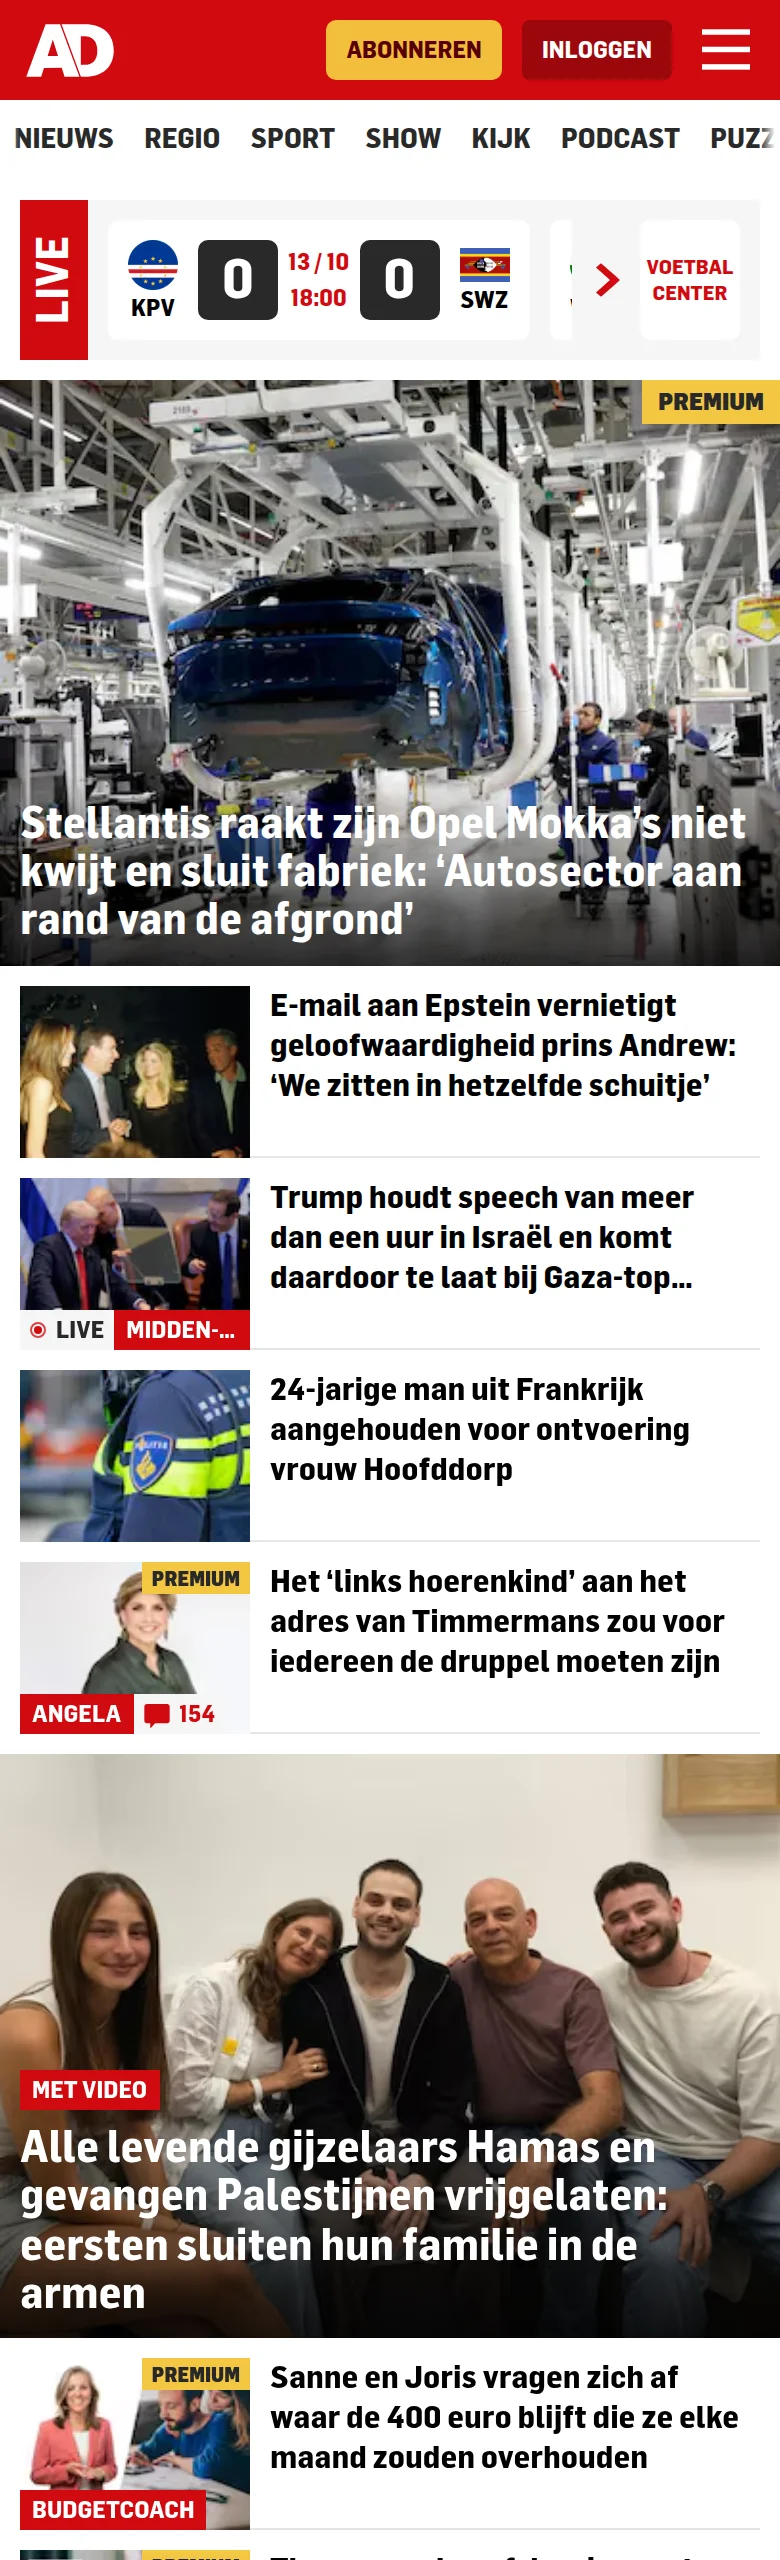 AD
ABONNEREN
INLOGGEN
NIEUWS REGIO SPORT SHOW KIJK PODCAST PUZZ
LIVE
KPV
0
13 / 10
18:00
0
SWZ
VOETBAL
CENTER
PREMIUM
Stellantis raakt zijn Opel Mokka’s niet
kwijt en sluit fabriek: ‘Autosector aan
rand van de afgrond’
E-mail aan Epstein vernietigt
geloofwaardigheid prins Andrew:
‘We zitten in hetzelfde schuitje’
Trump houdt speech van meer
dan een uur in Israël en komt
daardoor te laat bij Gaza-top...
LIVE
MIDDEN-...
24-jarige man uit Frankrijk
aangehouden voor ontvoering
vrouw Hoofddorp
PREMIUM
Het ‘links hoerenkind’ aan het
adres van Timmermans zou voor
iedereen de druppel moeten zijn
ANGELA
154
MET VIDEO
Alle levende gijzelaars Hamas en
gevangen Palestijnen vrijgelaten:
eersten sluiten hun familie in de
armen
PREMIUM
Sanne en Joris vragen zich af
waar de 400 euro blijft die ze elke
maand zouden overhouden
BUDGETCOACH